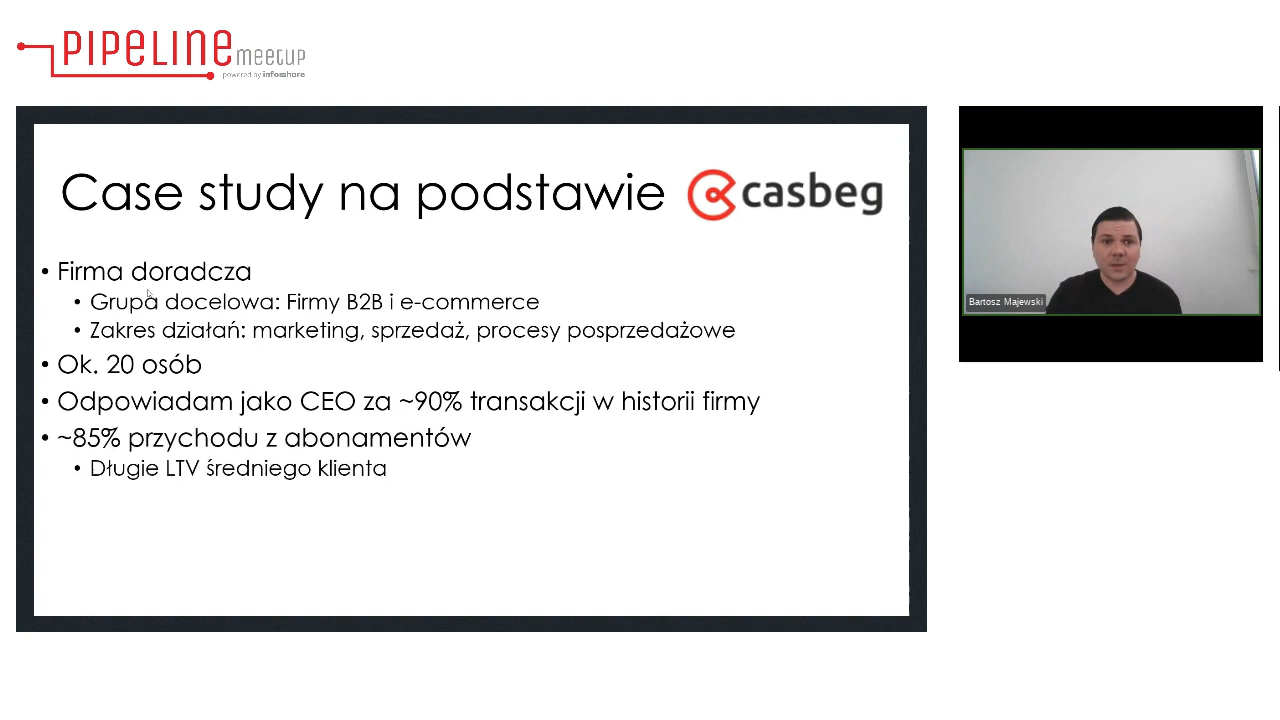 PIPELINE meetup
powered by infoshare
Case study na podstawie casbeg
• Firma doradcza
• Grupa docelowa: Firmy B2B i e-commerce
• Zakres działań: marketing, sprzedaż, procesy posprzedażowe
• Ok. 20 osób
• Odpowiadam jako CEO za ~90% transakcji w historii firmy
• ~85% przychodu z abonamentów
• Długie LTV średniego klienta
Bartosz Majewski